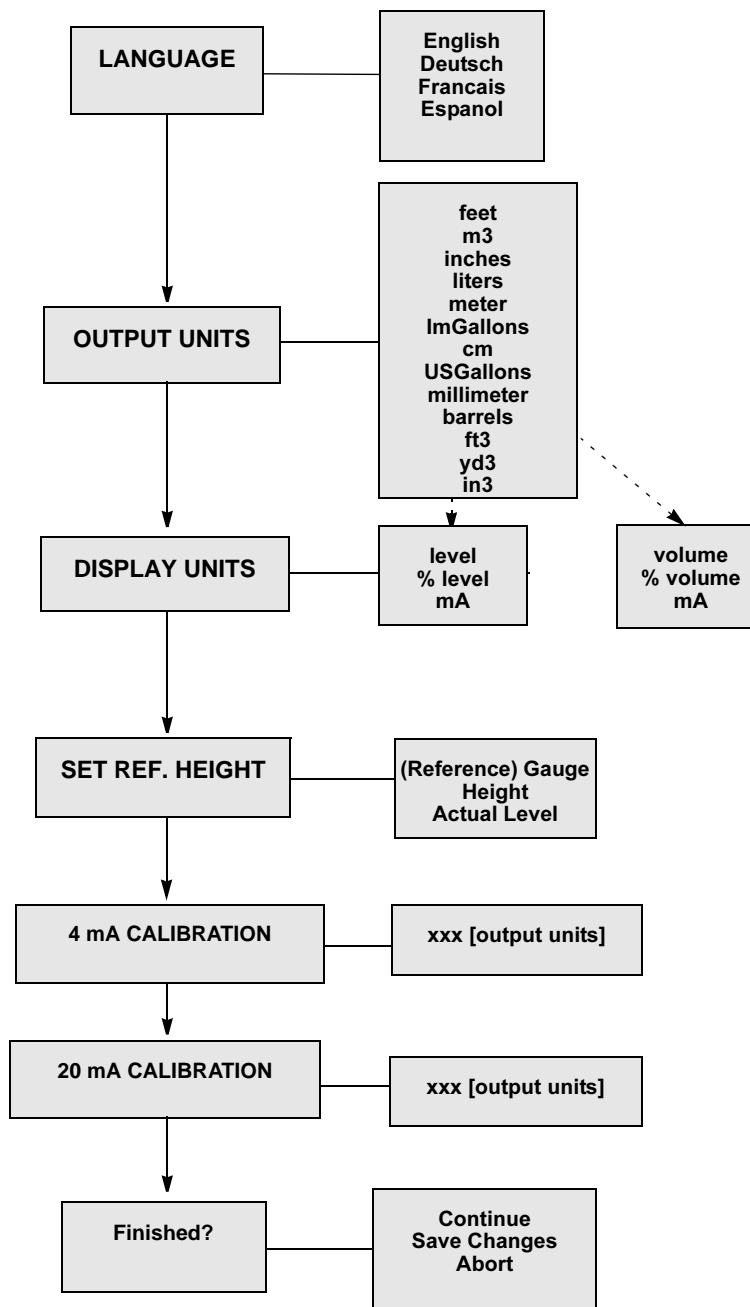 LANGUAGE
English
Deutsch
Francais
Espanol
OUTPUT UNITS
feet
m3
inches
liters
meter
ImGallons
cm
USGallons
millimeter
barrels
ft3
yd3
in3
DISPLAY UNITS
level
% level
mA
volume
% volume
mA
SET REF. HEIGHT
(Reference) Gauge
Height
Actual Level
4 mA CALIBRATION
xxx [output units]
20 mA CALIBRATION
xxx [output units]
Finished?
Continue
Save Changes
Abort